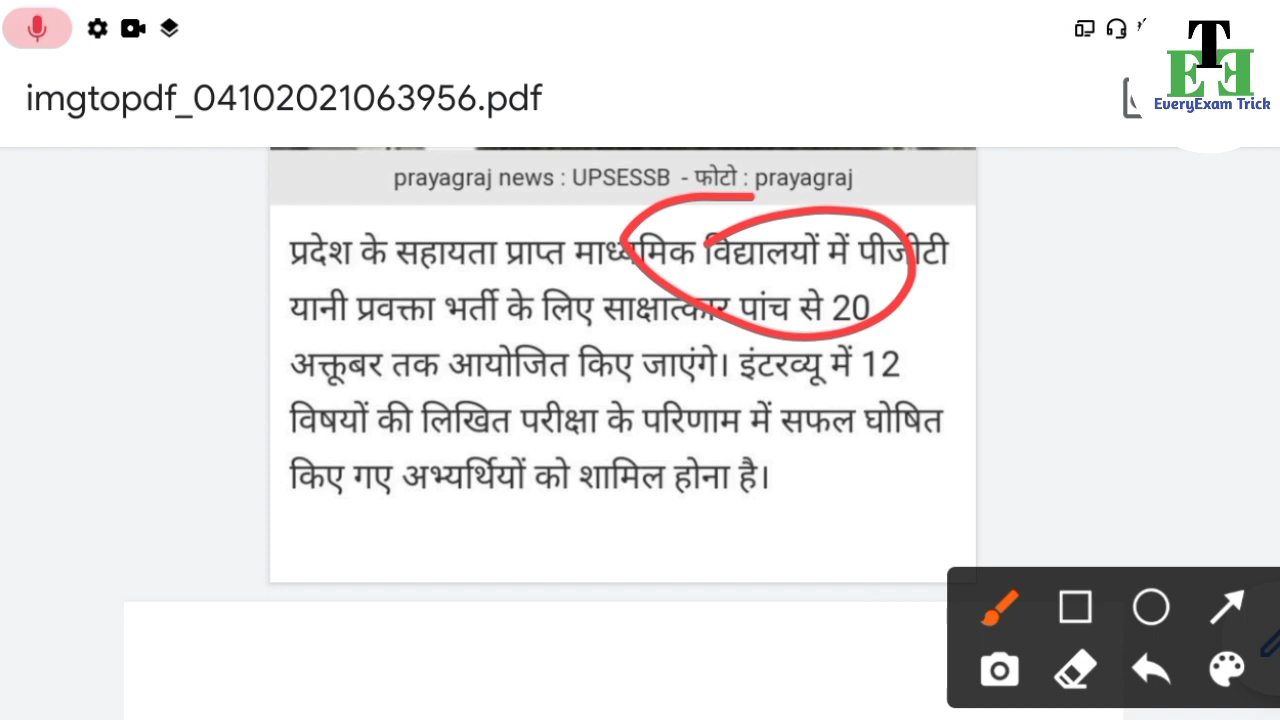 imgtopdf_04102021063956.pdf
T
EE
EveryExam Trick
prayagraj news : UPSESSB - फोटो : prayagraj
प्रदेश के सहायता प्राप्त माध्यमिक विद्यालयों में पीजीटी
यानी प्रवक्ता भर्ती के लिए साक्षात्कार पांच से 20
अक्तूबर तक आयोजित किए जाएंगे। इंटरव्यू में 12
विषयों की लिखित परीक्षा के परिणाम में सफल घोषित
किए गए अभ्यर्थियों को शामिल होना है।